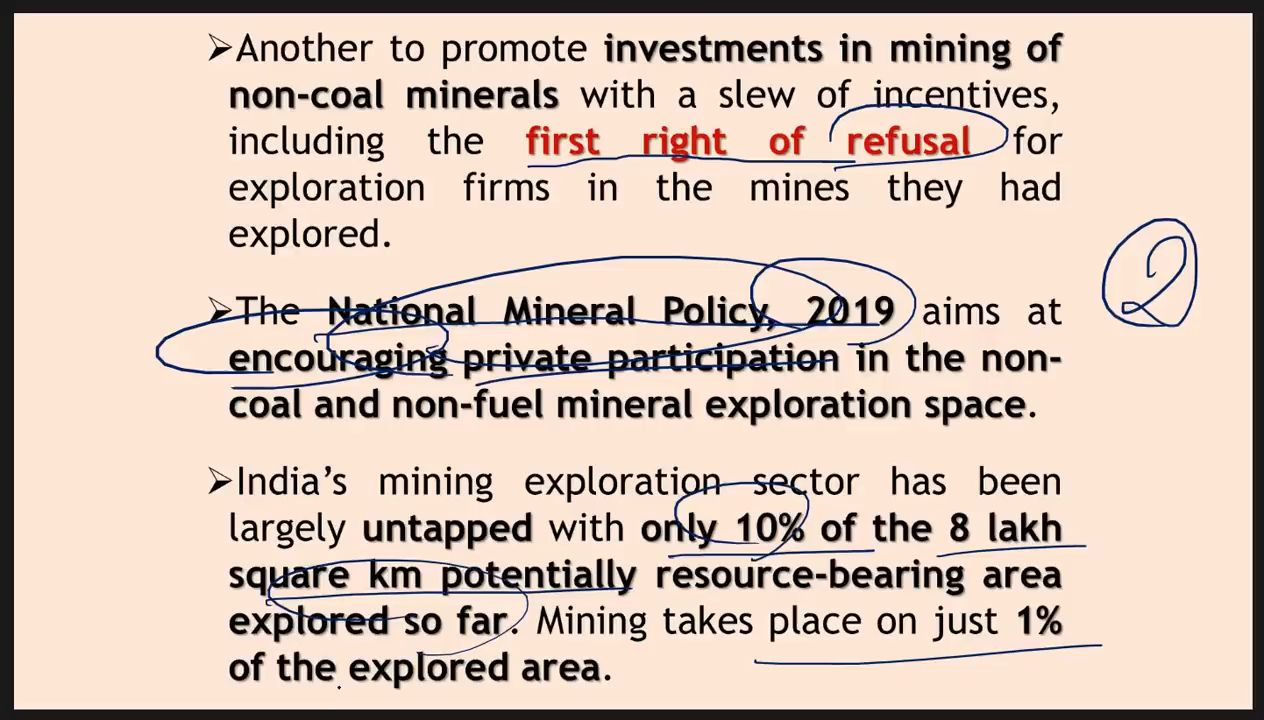 ➢Another to promote investments in mining of
non-coal minerals with a slew of incentives,
including the first right of refusal for
exploration firms in the mines they had
explored.
➢The National Mineral Policy, 2019 aims at
encouraging private participation in the non-
coal and non-fuel mineral exploration space.
2
➢India's mining exploration sector has been
largely untapped with only 10% of the 8 lakh
square km potentially resource-bearing area
explored so far. Mining takes place on just 1%
of the explored area.